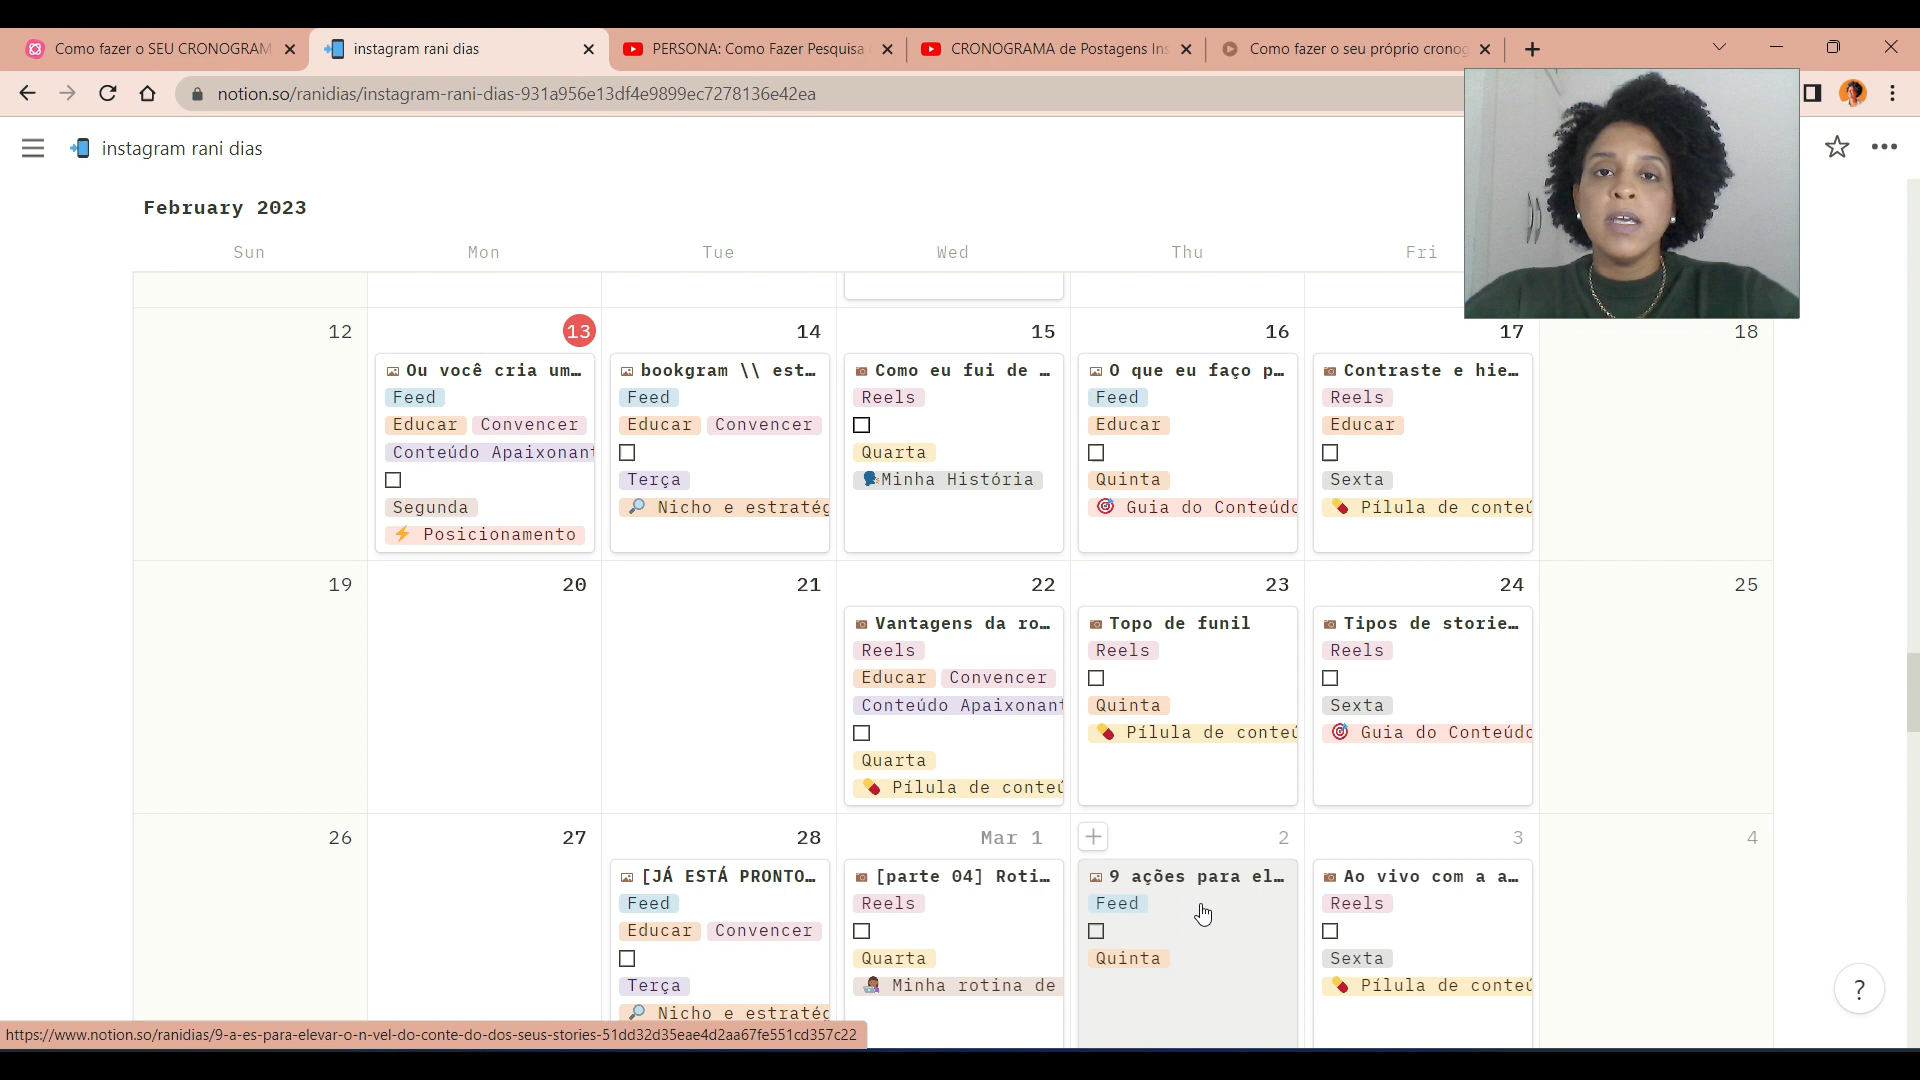 Como fazer o SEU CRONOGRAM
instagram rani dias
PERSONA: Como Fazer Pesquisa
CRONOGRAMA de Postagens Ins
Como fazer o seu próprio cronog
notion.so/ranidias/instagram-rani-dias-931a956e13df4e9899ec7278136e42ea
instagram rani dias
February 2023
Sun Mon Tue Wed Thu Fri
12 13 14 15 16 17 18
Ou você cria um…
Feed
Educar Convencer
Conteúdo Apaixonant
Segunda
⚡ Posicionamento
bookgram \\ est…
Feed
Educar Convencer
Terça
🔎 Nicho e estratég
Como eu fui de …
Reels
Quarta
🗣Minha História
O que eu faço p…
Feed
Educar
Quinta
🎯 Guia do Conteúdo
Contraste e hie…
Reels
Educar
Sexta
💊 Pílula de conteú
19 20 21 22 23 24 25
Vantagens da ro…
Reels
Educar Convencer
Conteúdo Apaixonant
Quarta
💊 Pílula de conteú
Topo de funil
Reels
Quinta
💊 Pílula de conteú
Tipos de storie…
Reels
Sexta
🎯 Guia do Conteúdo
26 27 28 Mar 1 2 3 4
[JÁ ESTÁ PRONTO…
Feed
Educar Convencer
Terça
🔎 Nicho e estratég
[parte 04] Roti…
Reels
Quarta
Minha rotina de
9 ações para el…
Feed
Quinta
Ao vivo com a a…
Reels
Sexta
💊 Pílula de conteú
?
https://www.notion.so/ranidias/9-a-es-para-elevar-o-n-vel-do-conte-do-dos-seus-stories-51dd32d35eae4d2aa67fe551cd357c22